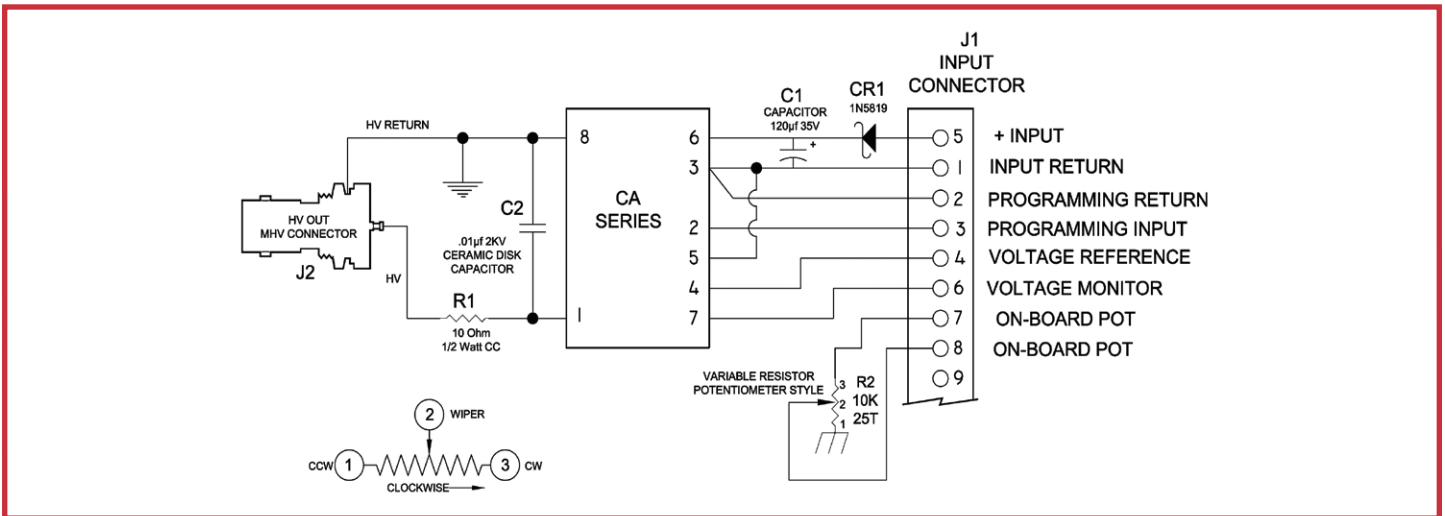 J1
INPUT
CONNECTOR
C1
CAPACITOR
120µf 35V
+
CR1
1N5819
HV RETURN
8
6
3
2
5
4
7
1
CA
SERIES
5 + INPUT
1 INPUT RETURN
2 PROGRAMMING RETURN
3 PROGRAMMING INPUT
4 VOLTAGE REFERENCE
6 VOLTAGE MONITOR
7 ON-BOARD POT
8 ON-BOARD POT
9
HV OUT
MHV CONNECTOR
J2
HV
C2
.01µf 2KV
CERAMIC DISK
CAPACITOR
R1
10 Ohm
1/2 Watt CC
VARIABLE RESISTOR
POTENTIOMETER STYLE
3
2
1
R2
10K
25T
2 WIPER
CCW 1
3 CW
CLOCKWISE